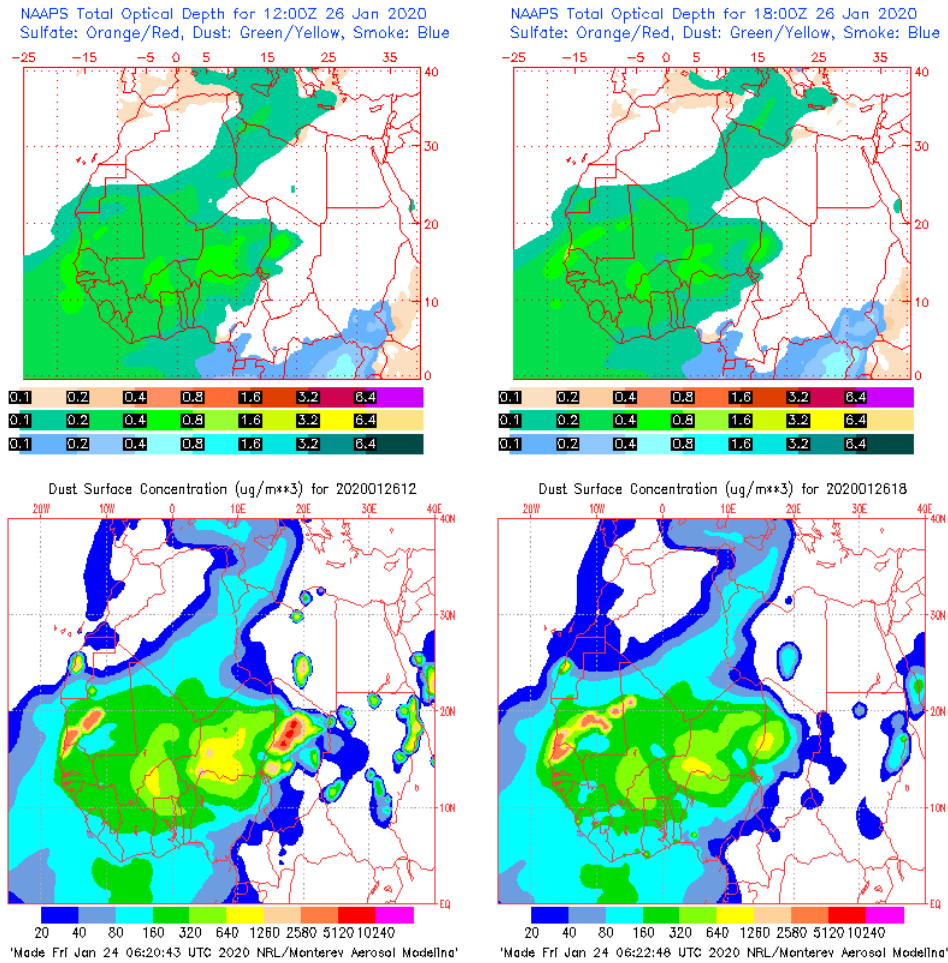 NAAPS Total Optical Depth for 12:00Z 26 Jan 2020
Sulfate: Orange/Red, Dust: Green/Yellow, Smoke: Blue
-25 -15 -5 0 5 15 25 35
40
30
20
10
0
0.1 0.2 0.4 0.8 1.6 3.2 6.4
0.1 0.2 0.4 0.8 1.6 3.2 6.4
0.1 0.2 0.4 0.8 1.6 3.2 6.4
NAAPS Total Optical Depth for 18:00Z 26 Jan 2020
Sulfate: Orange/Red, Dust: Green/Yellow, Smoke: Blue
-25 -15 -5 0 5 15 25 35
40
30
20
10
0
0.1 0.2 0.4 0.8 1.6 3.2 6.4
0.1 0.2 0.4 0.8 1.6 3.2 6.4
0.1 0.2 0.4 0.8 1.6 3.2 6.4
Dust Surface Concentration (ug/m**3) for 2020012612
20W 10W 0 10E 20E 30E 40E
40N
30N
20N
10N
EQ
20 40 80 160 320 640 1260 2580 5100 10240
'Made Fri Jan 24 06:20:43 UTC 2020 NRL/Monterey Aerosol Modeling'
Dust Surface Concentration (ug/m**3) for 2020012618
20W 10W 0 10E 20E 30E 40E
40N
30N
20N
10N
EQ
20 40 80 160 320 640 1260 2580 5100 10240
'Made Fri Jan 24 06:22:48 UTC 2020 NRL/Monterey Aerosol Modeling'